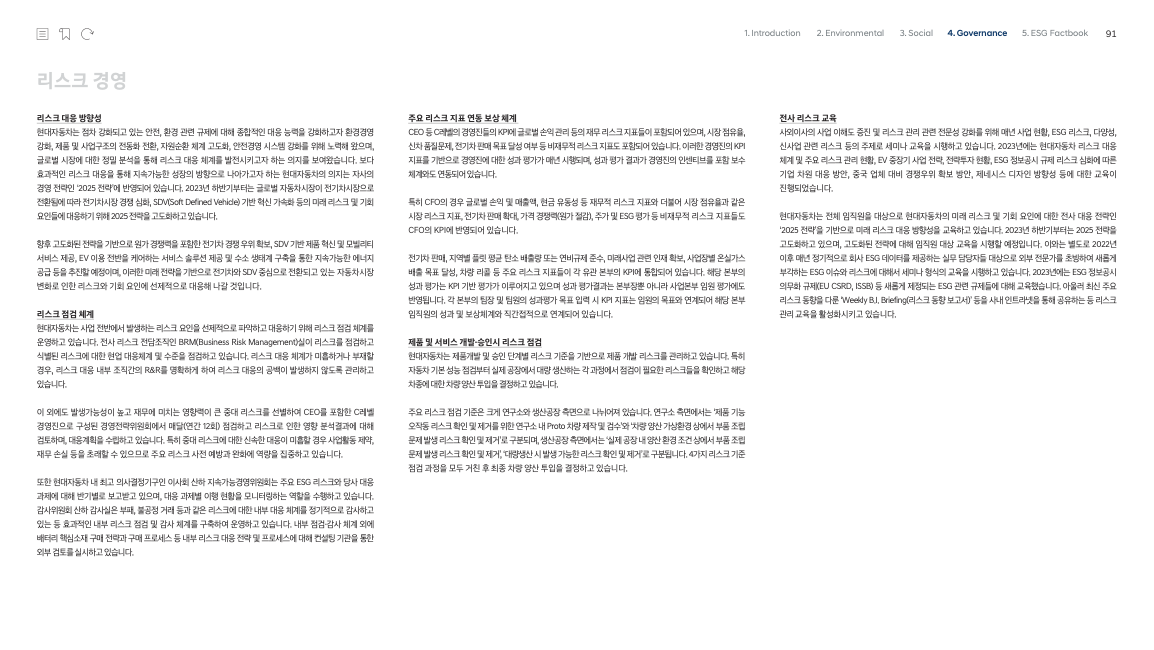 1. Introduction 2. Environmental 3. Social 4. Governance 5. ESG Factbook 91
리스크 경영
리스크 대응 방향성
현대자동차는 점차 강화되고 있는 안전, 환경 관련 규제에 대해 종합적인 대응 능력을 강화하고자 환경경영
강화, 제품 및 사업구조의 전동화 전환, 자원순환 체계 고도화, 안전경영 시스템 강화를 위해 노력해 왔으며,
글로벌 시장에 대한 정밀 분석을 통해 리스크 대응 체계를 발전시키고자 하는 의지를 보여왔습니다. 보다
효과적인 리스크 대응을 통해 지속가능한 성장의 방향으로 나아가고자 하는 현대자동차의 의지는 자사의
경영 전략인 '2025 전략'에 반영되어 있습니다. 2023년 하반기부터는 글로벌 자동차시장이 전기차시장으로
전환됨에 따라 전기차시장 경쟁 심화, SDV(Soft Defined Vehicle) 기반 혁신 가속화 등의 미래 리스크 및 기회
요인들에 대응하기 위해 2025 전략을 고도화하고 있습니다.
향후 고도화된 전략을 기반으로 원가 경쟁력을 포함한 전기차 경쟁 우위 확보, SDV 기반 제품 혁신 및 모빌리티
서비스 제공, EV 이용 전반을 케어하는 서비스 솔루션 제공 및 수소 생태계 구축을 통한 지속가능한 에너지
공급 등을 추진할 예정이며, 이러한 미래 전략을 기반으로 전기차와 SDV 중심으로 전환되고 있는 자동차시장
변화로 인한 리스크와 기회 요인에 선제적으로 대응해 나갈 것입니다.
리스크 점검 체계
현대자동차는 사업 전반에서 발생하는 리스크 요인을 선제적으로 파악하고 대응하기 위해 리스크 점검 체계를
운영하고 있습니다. 전사 리스크 전담조직인 BRM(Business Risk Management)실이 리스크를 점검하고
식별된 리스크에 대한 현업 대응체계 및 수준을 점검하고 있습니다. 리스크 대응 체계가 미흡하거나 부재할
경우, 리스크 대응 내부 조직간의 R&R를 명확하게 하여 리스크 대응의 공백이 발생하지 않도록 관리하고
있습니다.
이 외에도 발생가능성이 높고 재무에 미치는 영향력이 큰 중대 리스크를 선별하여 CEO를 포함한 C레벨
경영진으로 구성된 경영전략위원회에서 매달(연간 12회) 점검하고 리스크로 인한 영향 분석결과에 대해
검토하며, 대응계획을 수립하고 있습니다. 특히 중대 리스크에 대한 신속한 대응이 미흡할 경우 사업활동 제약,
재무 손실 등을 초래할 수 있으므로 주요 리스크 사전 예방과 완화에 역량을 집중하고 있습니다.
또한 현대자동차 내 최고 의사결정기구인 이사회 산하 지속가능경영위원회는 주요 ESG 리스크와 당사 대응
과제에 대해 반기별로 보고받고 있으며, 대응 과제별 이행 현황을 모니터링하는 역할을 수행하고 있습니다.
감사위원회 산하 감사실은 부패, 불공정 거래 등과 같은 리스크에 대한 내부 대응 체계를 정기적으로 감사하고
있는 등 효과적인 내부 리스크 점검 및 감사 체계를 구축하여 운영하고 있습니다. 내부 점검·감사 체계 외에
배터리 핵심소재 구매 전략과 구매 프로세스 등 내부 리스크 대응 전략 및 프로세스에 대해 컨설팅 기관을 통한
외부 검토를 실시하고 있습니다.
주요 리스크 지표 연동 보상 체계
CEO 등 C레벨의 경영진들의 KPI에 글로벌 손익 관리 등의 재무 리스크 지표들이 포함되어 있으며, 시장 점유율,
신차 품질문제, 전기차 판매 목표 달성 여부 등 비재무적 리스크 지표도 포함되어 있습니다. 이러한 경영진의 KPI
지표를 기반으로 경영진에 대한 성과 평가가 매년 시행되며, 성과 평가 결과가 경영진의 인센티브를 포함 보수
체계와도 연동되어 있습니다.
특히 CFO의 경우 글로벌 손익 및 매출액, 현금 유동성 등 재무적 리스크 지표와 더불어 시장 점유율과 같은
시장 리스크 지표, 전기차 판매 확대, 가격 경쟁력(원가 절감), 주가 및 ESG 평가 등 비재무적 리스크 지표들도
CFO의 KPI에 반영되어 있습니다.
전기차 판매, 지역별 플릿 평균 탄소 배출량 또는 연비규제 준수, 미래사업 관련 인재 확보, 사업장별 온실가스
배출 목표 달성, 차량 리콜 등 주요 리스크 지표들이 각 유관 본부의 KPI에 통합되어 있습니다. 해당 본부의
성과 평가는 KPI 기반 평가가 이루어지고 있으며 성과 평가결과는 본부장뿐 아니라 사업본부 임원 평가에도
반영됩니다. 각 본부의 팀장 및 팀원의 성과평가 목표 입력 시 KPI 지표는 임원의 목표와 연계되어 해당 본부
임직원의 성과 및 보상체계와 직간접적으로 연계되어 있습니다.
제품 및 서비스 개발·승인시 리스크 점검
현대자동차는 제품개발 및 승인 단계별 리스크 기준을 기반으로 제품 개발 리스크를 관리하고 있습니다. 특히
자동차 기본 성능 점검부터 실제 공장에서 대량 생산하는 각 과정에서 점검이 필요한 리스크들을 확인하고 해당
차종에 대한 차량 양산 투입을 결정하고 있습니다.
주요 리스크 점검 기준은 크게 연구소와 생산공장 측면으로 나뉘어져 있습니다. 연구소 측면에서는 '제품 기능
오작동 리스크 확인 및 제거를 위한 연구소 내 Proto 차량 제작 및 검수'와 '차량 양산 가상환경 상에서 부품 조립
문제 발생 리스크 확인 및 제거'로 구분되며, 생산공장 측면에서는 '실제 공장 내 양산 환경 조건 상에서 부품 조립
문제 발생 리스크 확인 및 제거', '대량생산 시 발생 가능한 리스크 확인 및 제거'로 구분됩니다. 4가지 리스크 기준
점검 과정을 모두 거친 후 최종 차량 양산 투입을 결정하고 있습니다.
전사 리스크 교육
사외이사의 사업 이해도 증진 및 리스크 관리 관련 전문성 강화를 위해 매년 사업 현황, ESG 리스크, 다양성,
신사업 관련 리스크 등의 주제로 세미나 교육을 시행하고 있습니다. 2023년에는 현대자동차 리스크 대응
체계 및 주요 리스크 관리 현황, EV 중장기 사업 전략, 전략투자 현황, ESG 정보공시 규제 리스크 심화에 따른
기업 차원 대응 방안, 중국 업체 대비 경쟁우위 확보 방안, 제네시스 디자인 방향성 등에 대한 교육이
진행되었습니다.
현대자동차는 전체 임직원을 대상으로 현대자동차의 미래 리스크 및 기회 요인에 대한 전사 대응 전략인
'2025 전략'을 기반으로 미래 리스크 대응 방향성을 교육하고 있습니다. 2023년 하반기부터는 2025 전략을
고도화하고 있으며, 고도화된 전략에 대해 임직원 대상 교육을 시행할 예정입니다. 이와는 별도로 2022년
이후 매년 정기적으로 회사 ESG 데이터를 제공하는 실무 담당자들 대상으로 외부 전문가를 초빙하여 새롭게
부각하는 ESG 이슈와 리스크에 대해서 세미나 형식의 교육을 시행하고 있습니다. 2023년에는 ESG 정보공시
의무화 규제(EU CSRD, ISSB) 등 새롭게 제정되는 ESG 관련 규제들에 대해 교육했습니다. 아울러 최신 주요
리스크 동향을 다룬 'Weekly B.I. Briefing(리스크 동향 보고서)' 등을 사내 인트라넷을 통해 공유하는 등 리스크
관리 교육을 활성화시키고 있습니다.